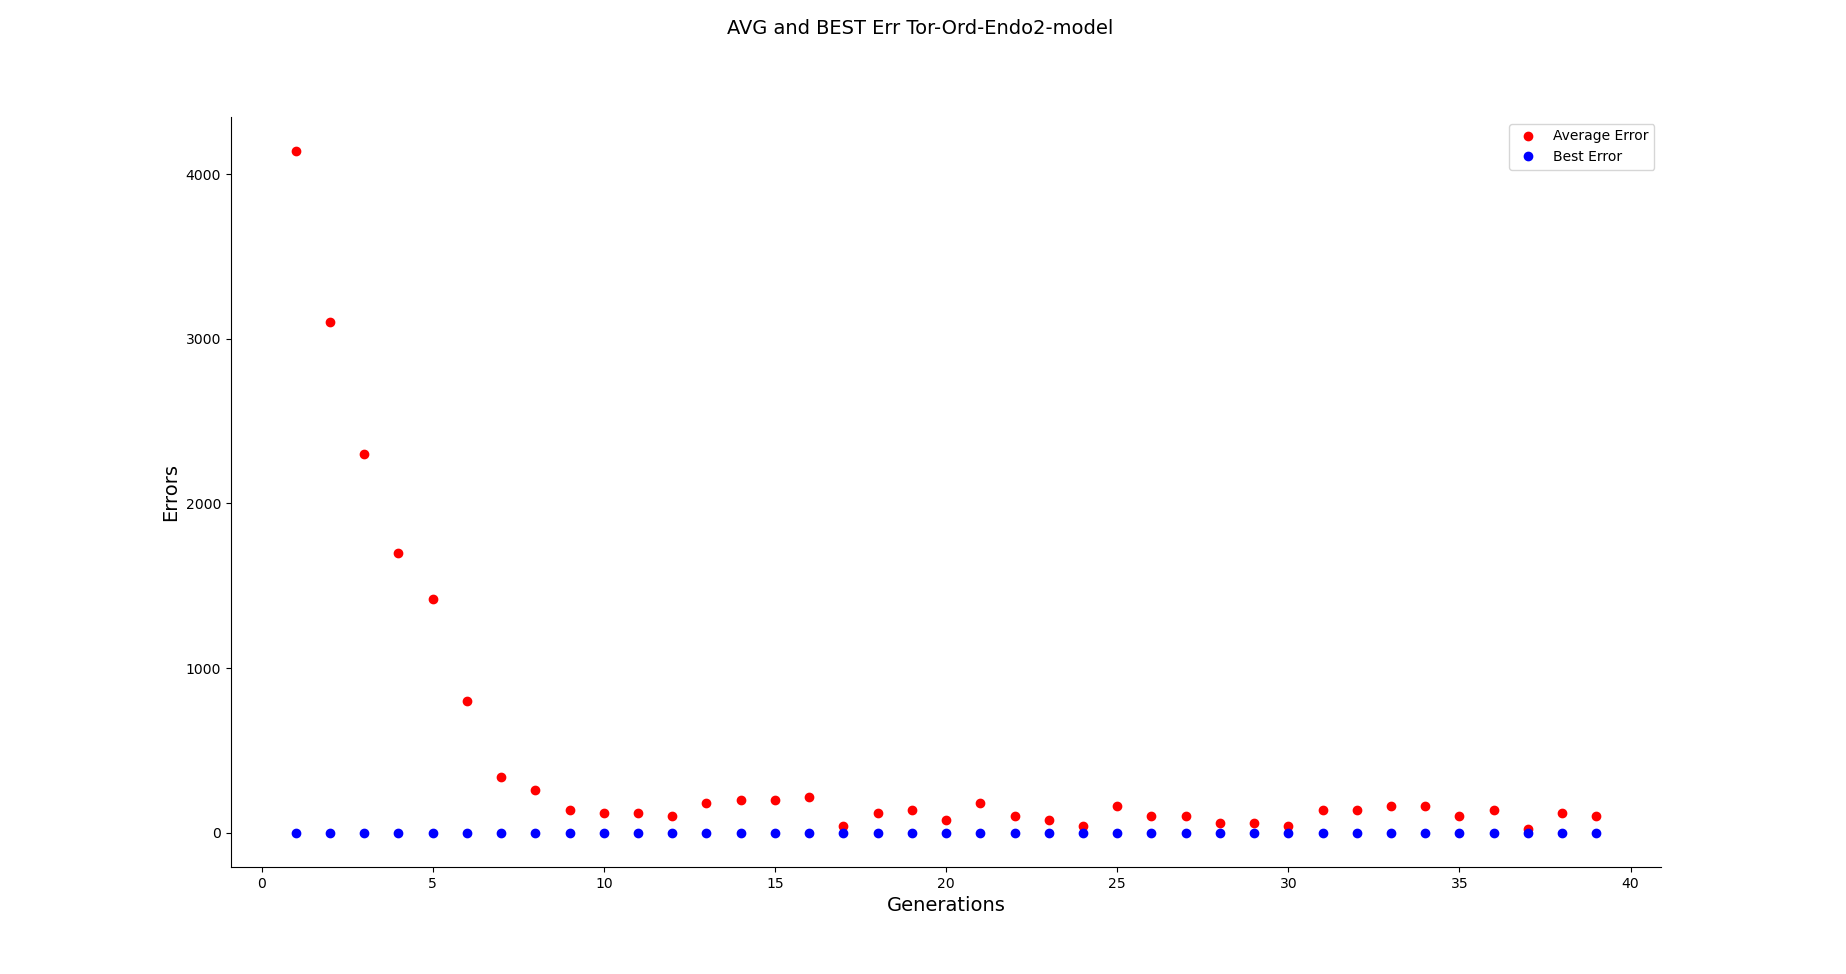 AVG and BEST Err Tor-Ord-Endo2-model
Average Error
Best Error
4000
3000
2000
1000
0
Errors
0 5 10 15 20 25 30 35 40
Generations